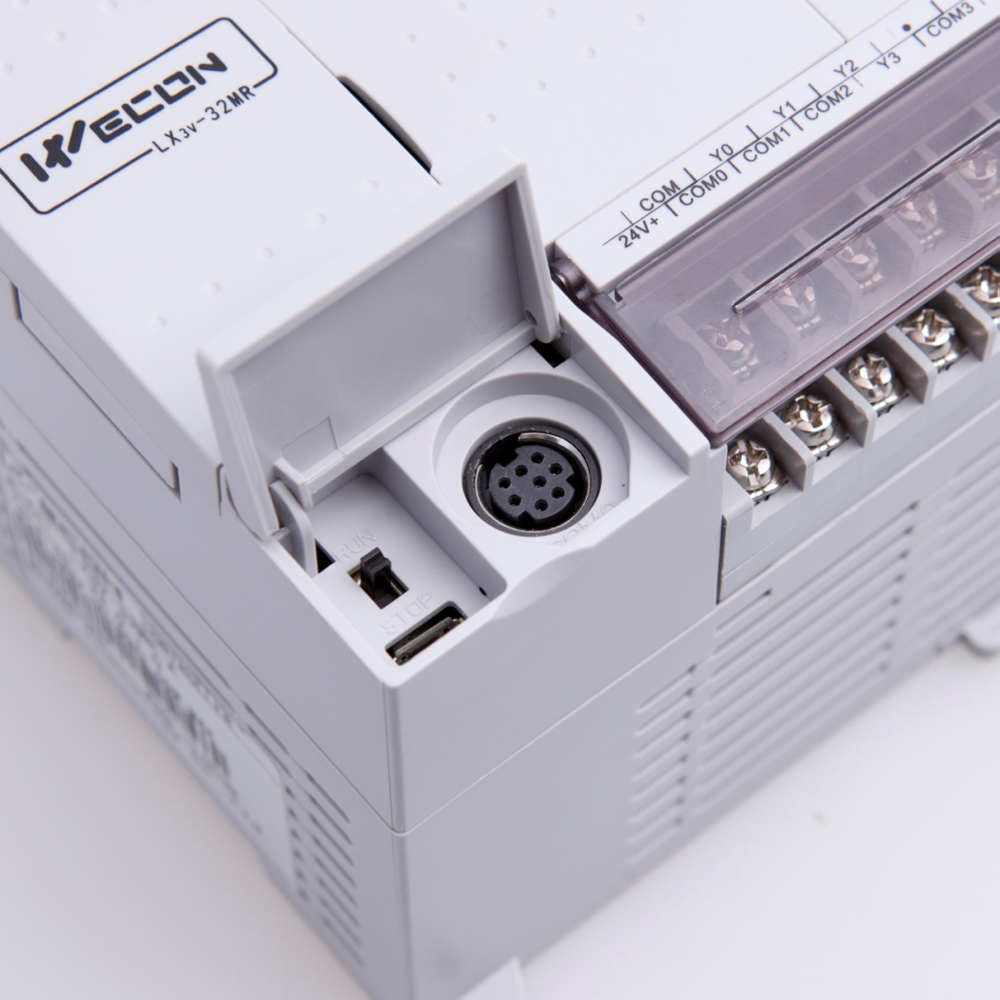 WECON
LX3V-32MR
COM Y0 Y1 Y2
24V+ COM0 COM1 COM2 Y3 COM3
RUN
STOP